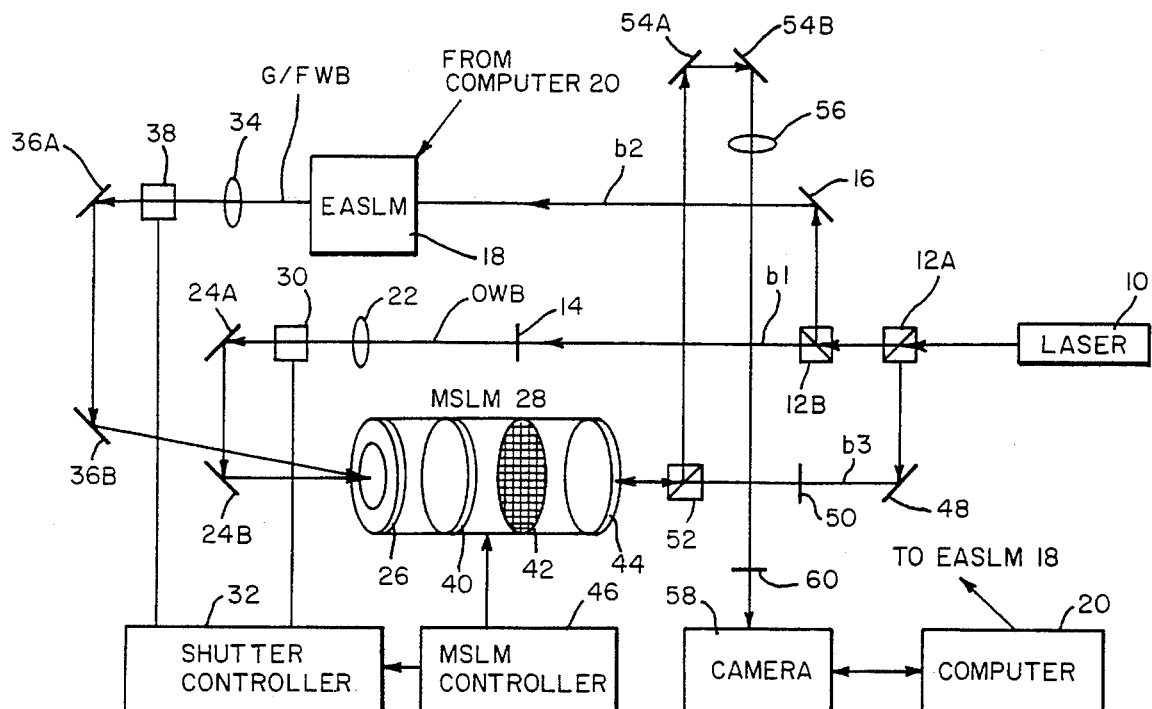 54A
54B
FROM
COMPUTER 20
G/FWB
36A
38
34
56
b2
16
EASLM
18
12A
10
24A
30
22
OWB
14
b1
LASER
12B
MSLM 28
36B
b3
24B
26
40
42
44
52
50
48
TO EASLM 18
60
32
46
58
20
SHUTTER
CONTROLLER
MSLM
CONTROLLER
CAMERA
COMPUTER